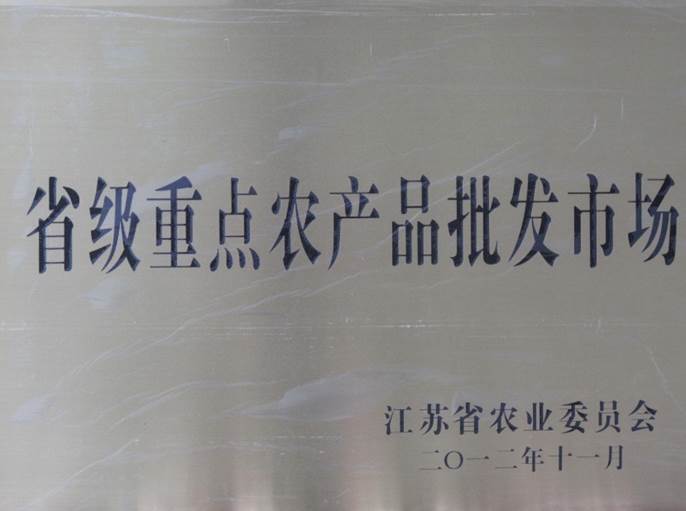 省级重点农产品批发市场
江苏省农业委员会
二〇一二年十一月